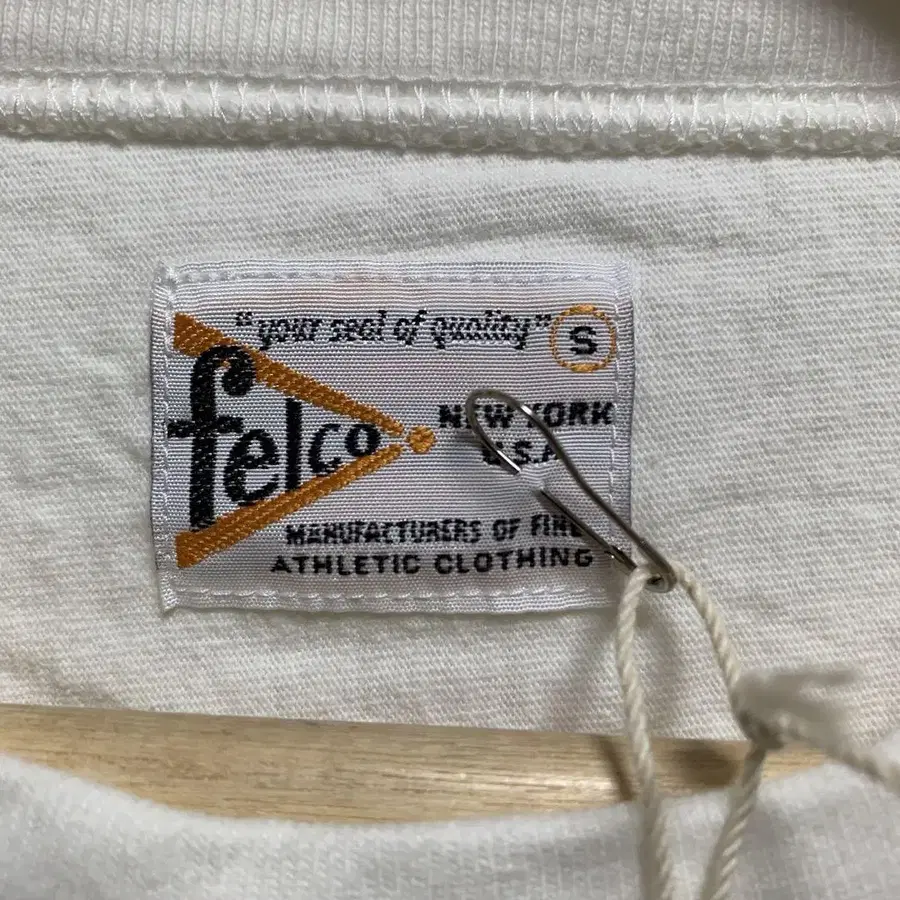 "your seal of quality" S
felco
NEW YORK
U.S.A
MANUFACTURERS OF FINE
ATHLETIC CLOTHING